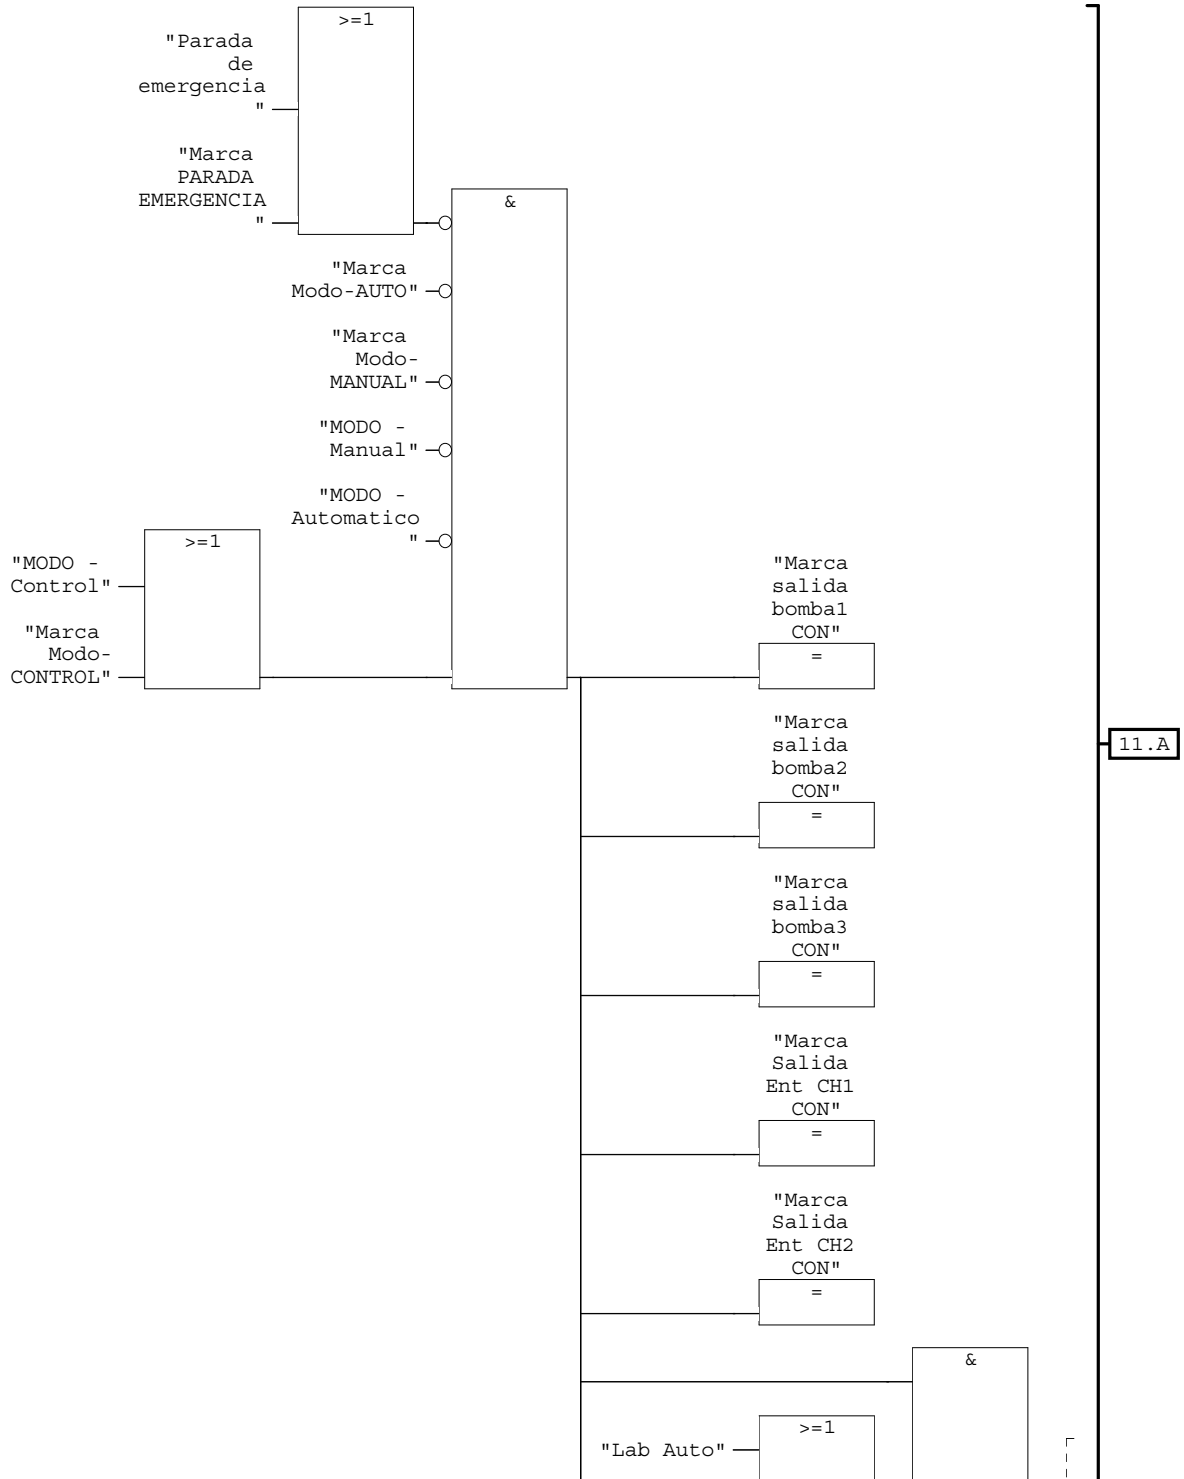 >=1
"Parada
de
emergencia
"
"Marca
PARADA
EMERGENCIA
"
&
"Marca
Modo-AUTO"
"Marca
Modo-
MANUAL"
"MODO -
Manual"
"MODO -
Automatico
"
>=1
"MODO -
Control"
"Marca
Modo-
CONTROL"
"Marca
salida
bomba1
CON"
=
"Marca
salida
bomba2
CON"
=
11.A
"Marca
salida
bomba3
CON"
=
"Marca
Salida
Ent CH1
CON"
=
"Marca
Salida
Ent CH2
CON"
=
&
>=1
"Lab Auto"